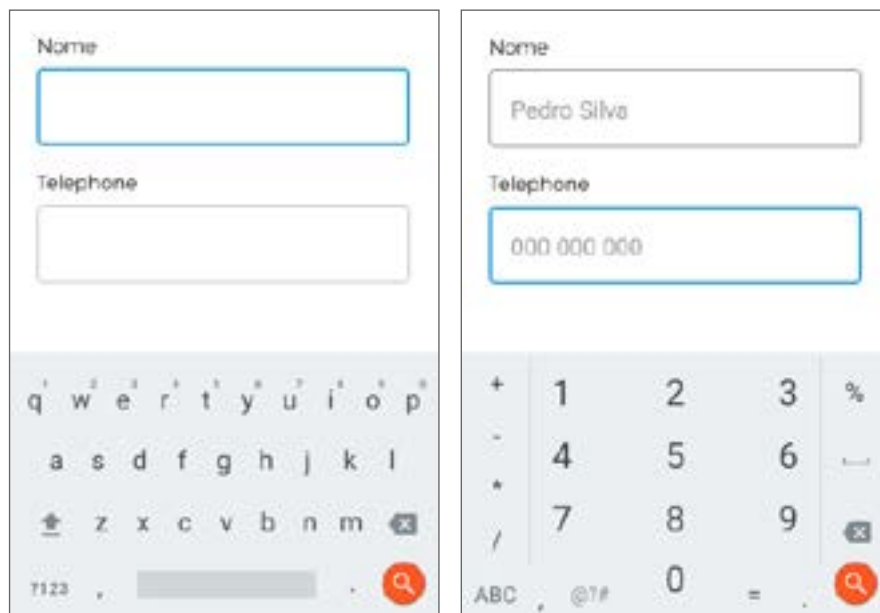 Nome
Telephone
q w e r t y u i o p
a s d f g h j k l
z x c v b n m
?123 , .
Nome
Pedro Silva
Telephone
000 000 000
+ 1 2 3 %
- 4 5 6
* 7 8 9
/ 0
ABC , @?# = .